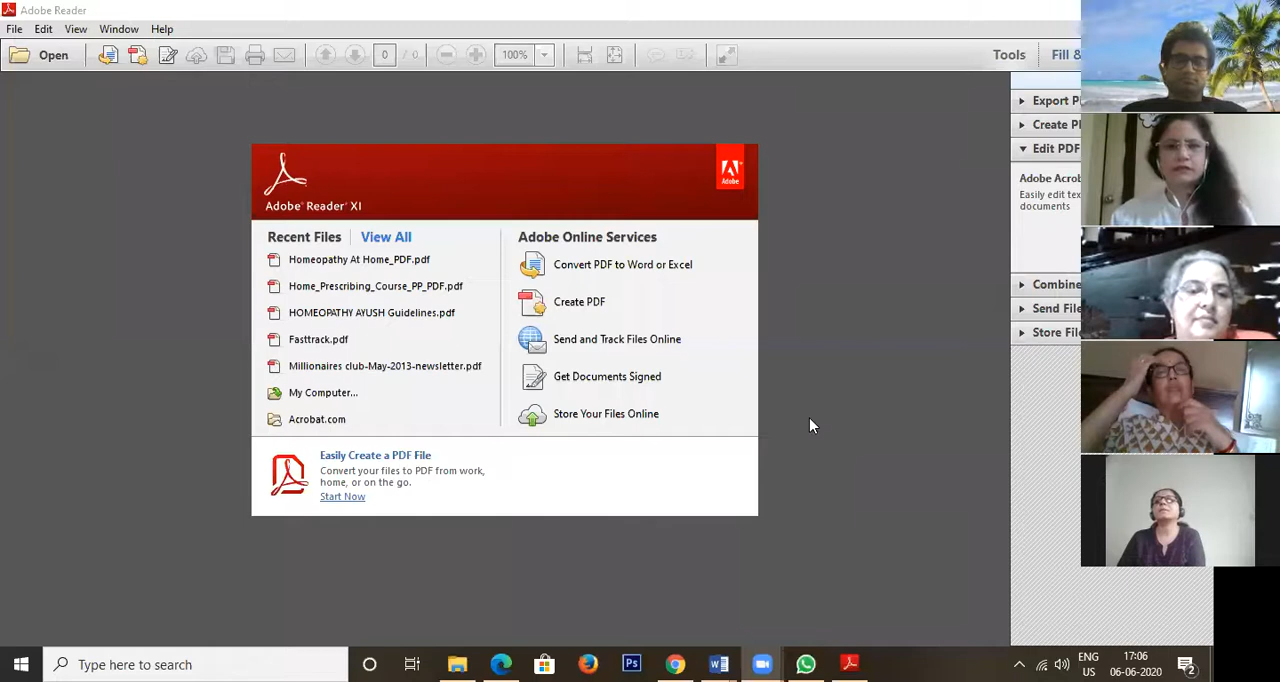 Adobe Reader
File Edit View Window Help
Open 0 / 0 100% Tools Fill &
Export P
Create P
Edit PDF
Adobe Acrob
Easily edit tex
documents
Combine
Send File
Store File
Adobe
Adobe® Reader® XI
Recent Files View All
Homeopathy At Home_PDF.pdf
Home_Prescribing_Course_PP_PDF.pdf
HOMEOPATHY AYUSH Guidelines.pdf
Fasttrack.pdf
Millionaires club-May-2013-newsletter.pdf
My Computer...
Acrobat.com
Adobe Online Services
Convert PDF to Word or Excel
Create PDF
Send and Track Files Online
Get Documents Signed
Store Your Files Online
Easily Create a PDF File
Convert your files to PDF from work,
home, or on the go.
Start Now
Type here to search
Ps
ENG
US
17:06
06-06-2020
2